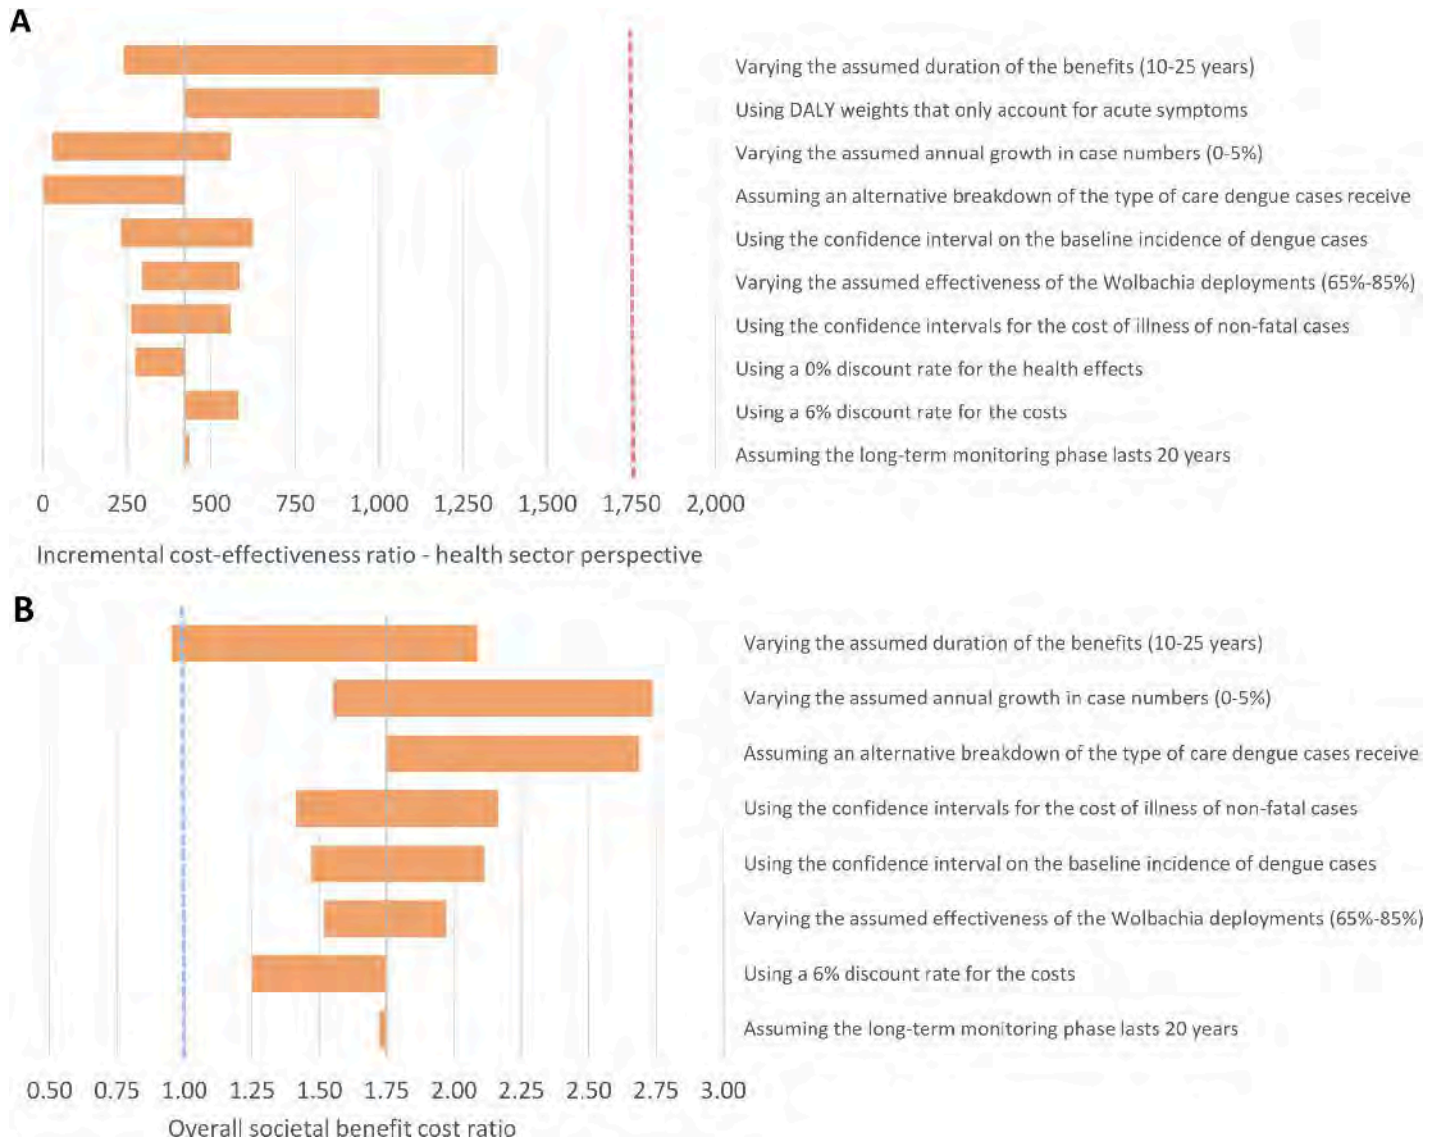 A
Varying the assumed duration of the benefits (10-25 years)
Using DALY weights that only account for acute symptoms
Varying the assumed annual growth in case numbers (0-5%)
Assuming an alternative breakdown of the type of care dengue cases receive
Using the confidence interval on the baseline incidence of dengue cases
Varying the assumed effectiveness of the Wolbachia deployments (65%-85%)
Using the confidence intervals for the cost of illness of non-fatal cases
Using a 0% discount rate for the health effects
Using a 6% discount rate for the costs
Assuming the long-term monitoring phase lasts 20 years
0 250 500 750 1,000 1,250 1,500 1,750 2,000
Incremental cost-effectiveness ratio - health sector perspective
B
Varying the assumed duration of the benefits (10-25 years)
Varying the assumed annual growth in case numbers (0-5%)
Assuming an alternative breakdown of the type of care dengue cases receive
Using the confidence intervals for the cost of illness of non-fatal cases
Using the confidence interval on the baseline incidence of dengue cases
Varying the assumed effectiveness of the Wolbachia deployments (65%-85%)
Using a 6% discount rate for the costs
Assuming the long-term monitoring phase lasts 20 years
0.50 0.75 1.00 1.25 1.50 1.75 2.00 2.25 2.50 2.75 3.00
Overall societal benefit cost ratio